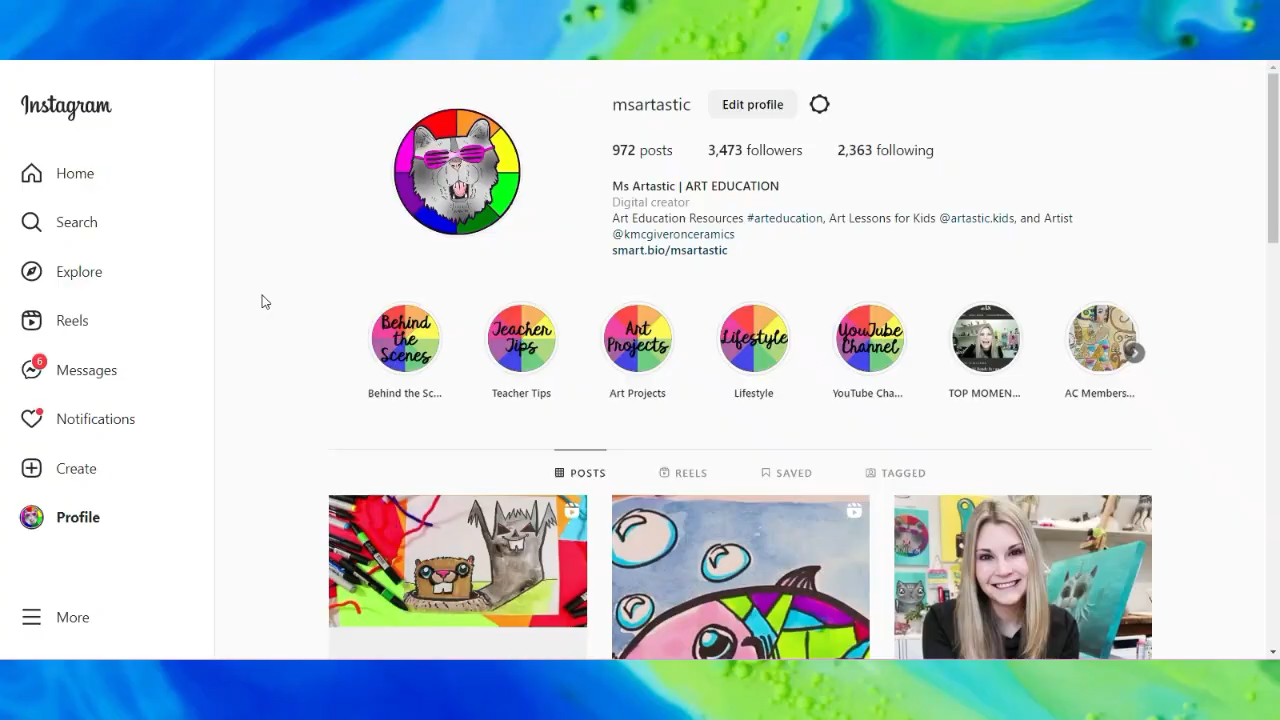 Instagram
Home
Search
Explore
Reels
6
Messages
Notifications
Create
Profile
More
msartastic
Edit profile
972 posts
3,473 followers
2,363 following
Ms Artastic | ART EDUCATION
Digital creator
Art Education Resources #arteducation, Art Lessons for Kids @artastic.kids, and Artist
@kmcgiveronceramics
smart.bio/msartastic
Behind
the
Scenes
Teacher
Tips
Art
Projects
Lifestyle
YouTube
Channel
Behind the Sc...
Teacher Tips
Art Projects
Lifestyle
YouTube Cha...
TOP MOMEN...
AC Members...
POSTS
REELS
SAVED
TAGGED